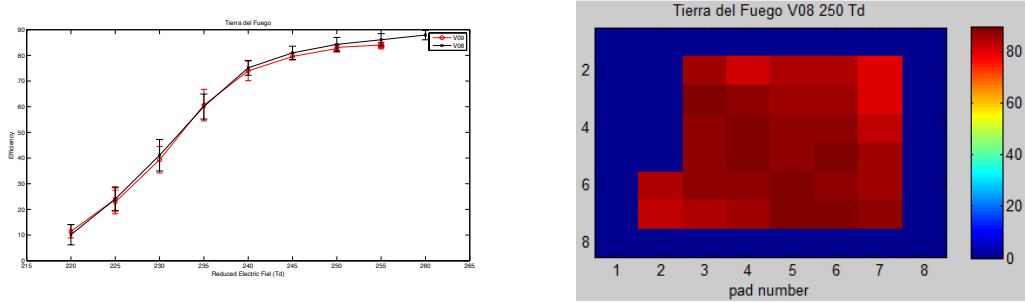 Tierra del Fuego
90
80
70
60
50
40
30
20
10
0
Efficiency
215 220 225 230 235 240 245 250 255 260 265
Reduced Electric Fiel (Td)
V09
V08
Tierra del Fuego V08 250 Td
2
4
6
8
1 2 3 4 5 6 7 8
pad number
80
60
40
20
0